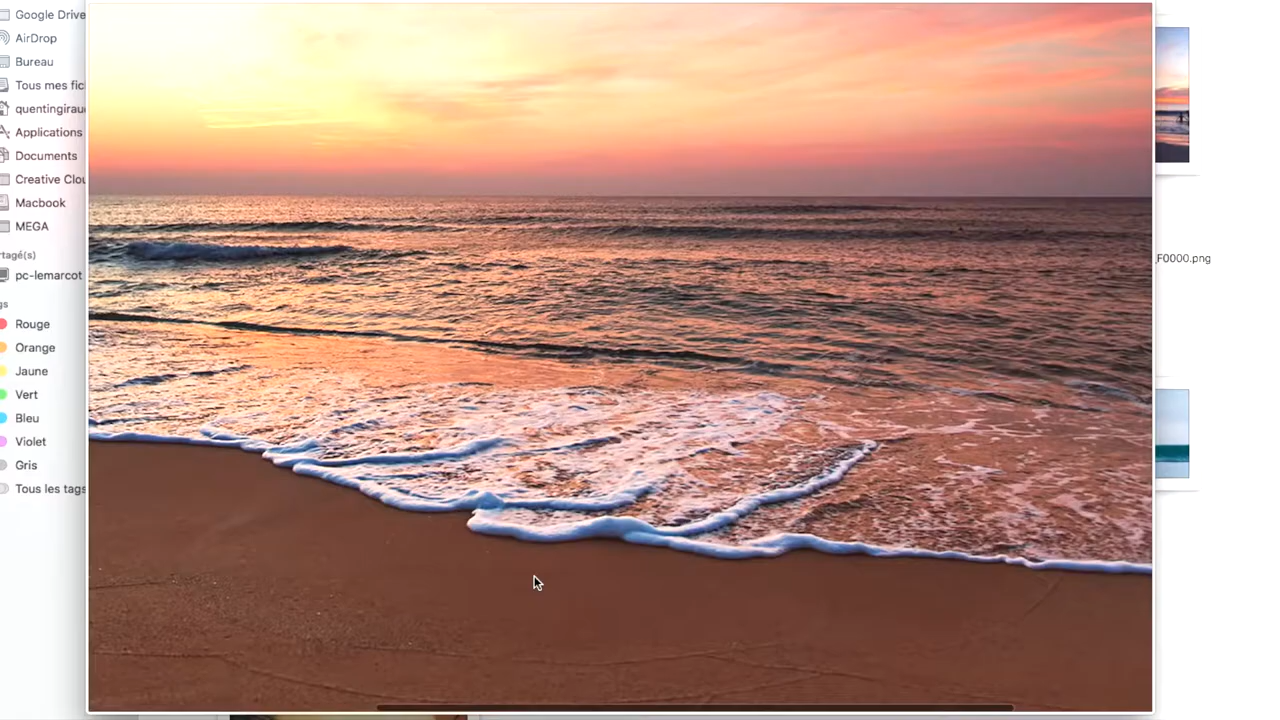 Google Drive
AirDrop
Bureau
Tous mes fic
quentingirau
Applications
Documents
Creative Clou
Macbook
MEGA
rtagé(s)
pc-lemarcot
gs
Rouge
Orange
Jaune
Vert
Bleu
Violet
Gris
Tous les tags
_F0000.png